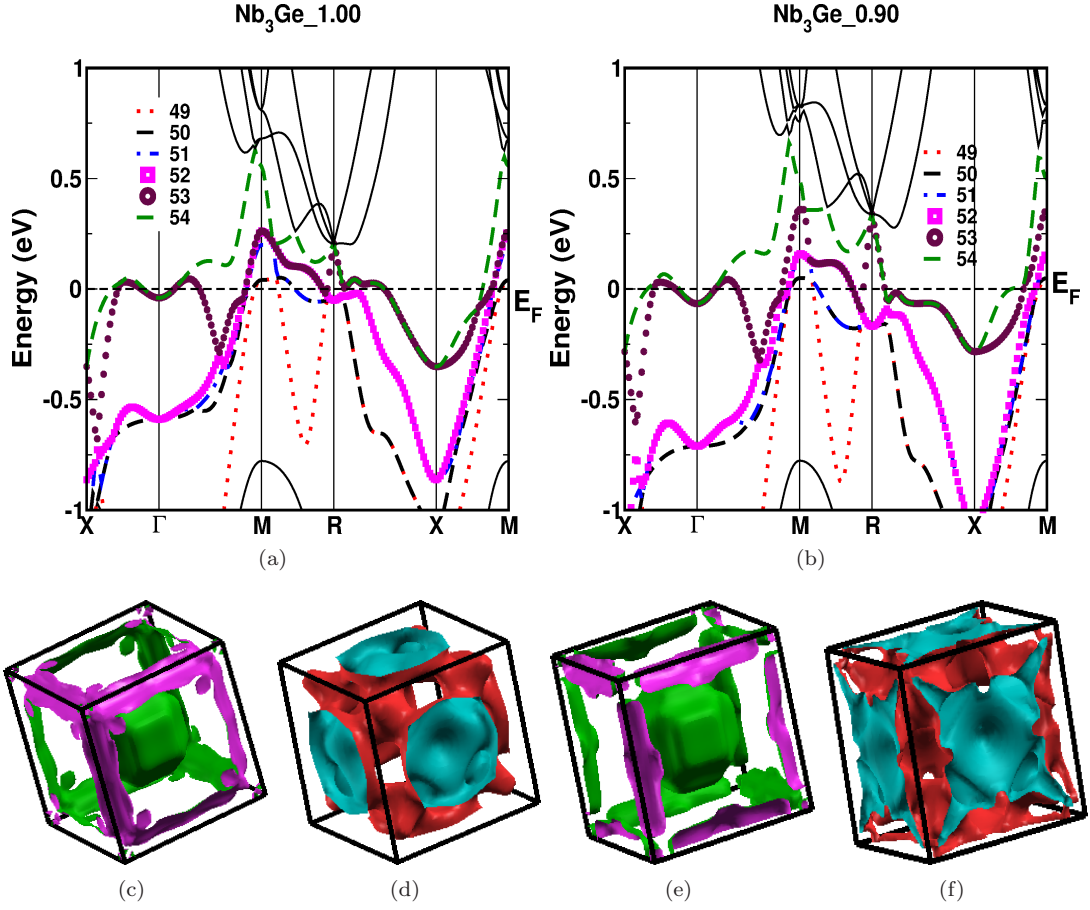 Nb3Ge_1.00
Energy (eV)
1
0.5
0
-0.5
-1
49
50
51
52
53
54
EF
X Γ M R X M
(a)
Nb3Ge_0.90
Energy (eV)
1
0.5
0
-0.5
-1
49
50
51
52
53
54
EF
X Γ M R X M
(b)
(c) (d) (e) (f)